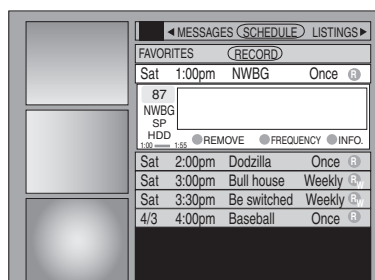 ◄MESSAGES SCHEDULE LISTINGS►
FAVORITES RECORD
Sat 1:00pm NWBG Once R
87
NWBG
SP
HDD
1:00 1:55 REMOVE FREQUENCY INFO.
Sat 2:00pm Dodzilla Once R
Sat 3:00pm Bull house Weekly RW
Sat 3:30pm Be switched Weekly RW
4/3 4:00pm Baseball Once R